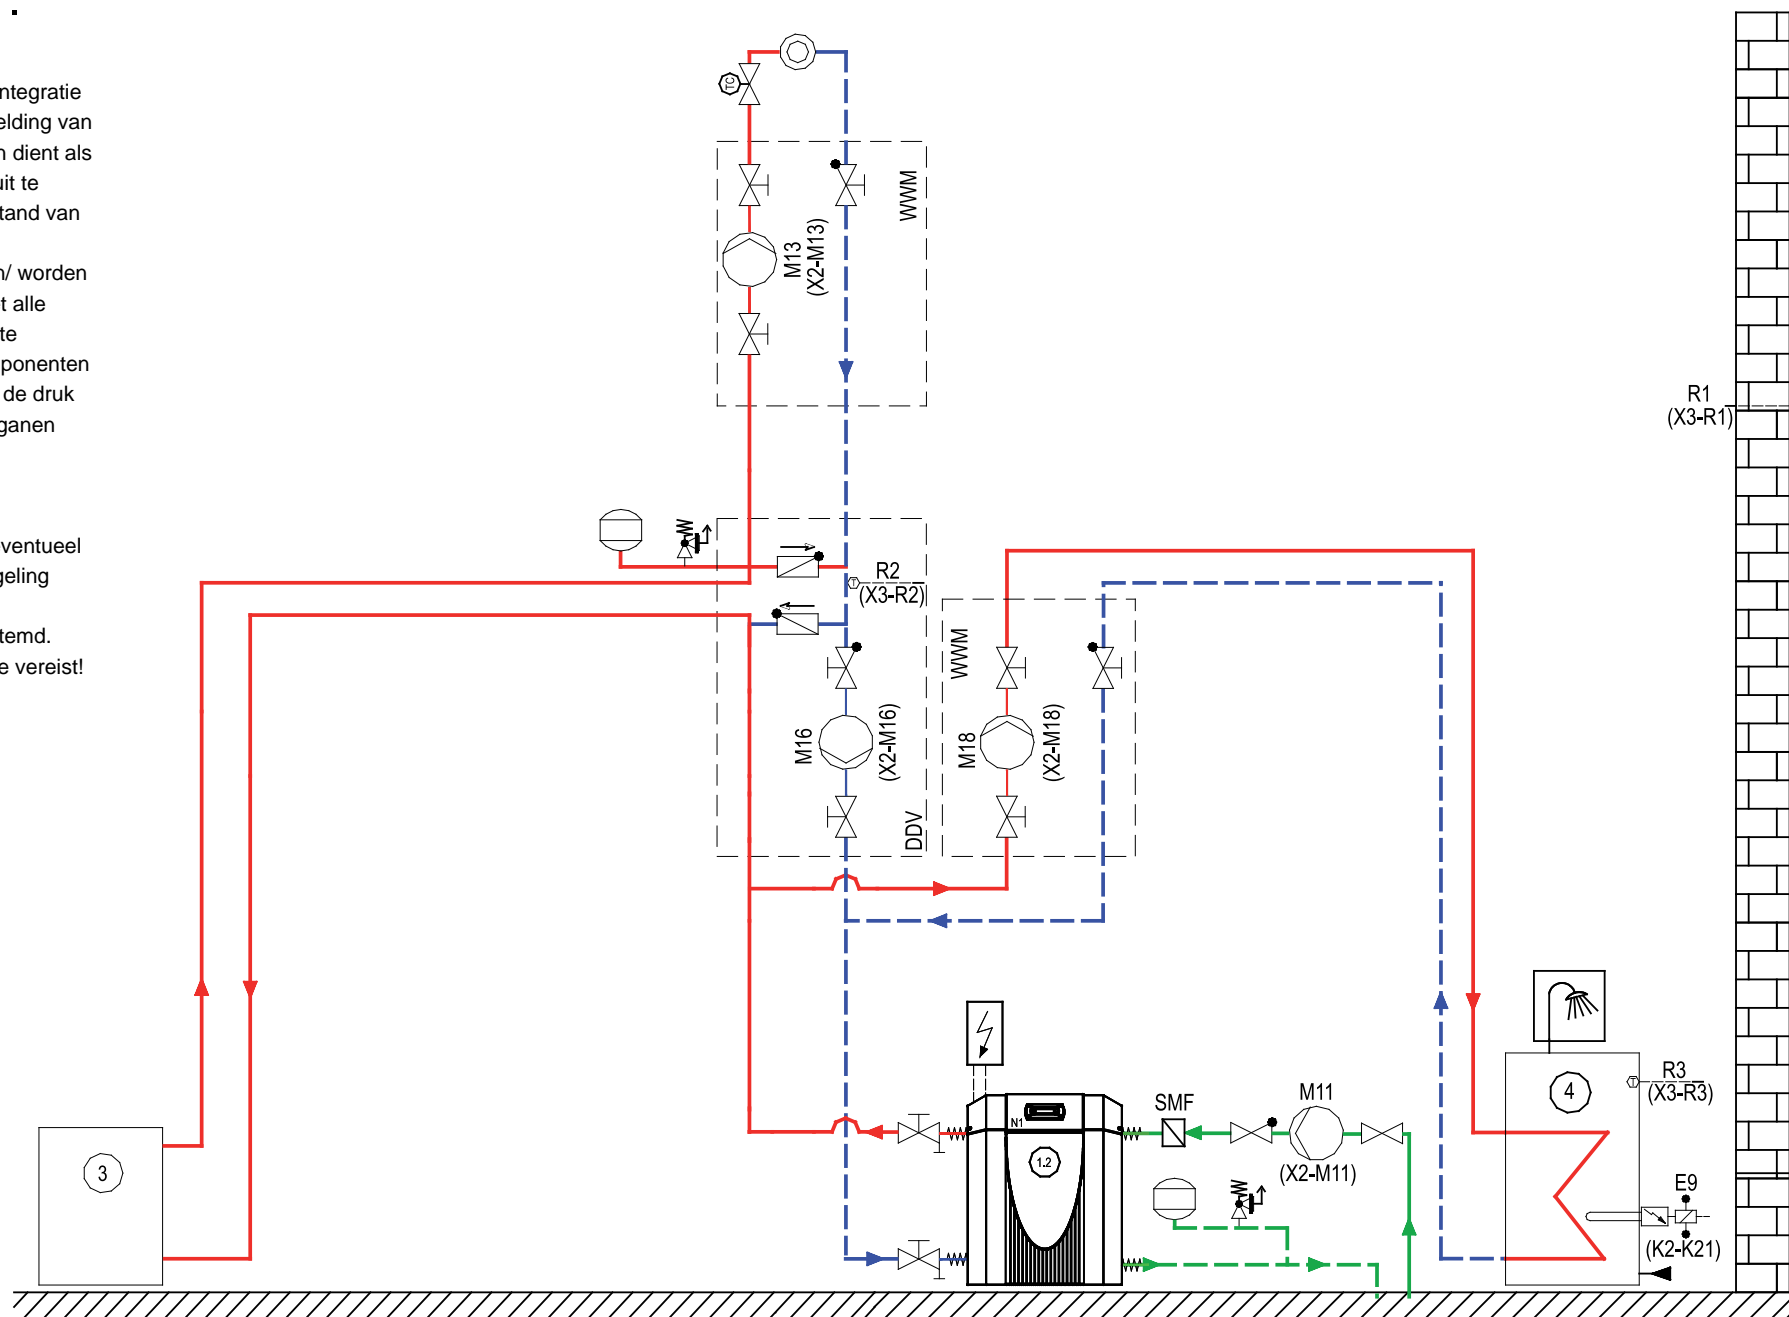 ntegratie
elding van
n dient als
uit te
tand van
n/ worden
t alle
te
ponenten
de druk
ganen
eventueel
geling
temd.
e vereist!
TC
WWM
M13
(X2-M13)
R1
(X3-R1)
T
R2
(X3-R2)
WWM
M16
(X2-M16)
M18
(X2-M18)
DDV
4
T
R3
(X3-R3)
SMF
M11
(X2-M11)
N1
1.2
3
E9
(K2-K21)